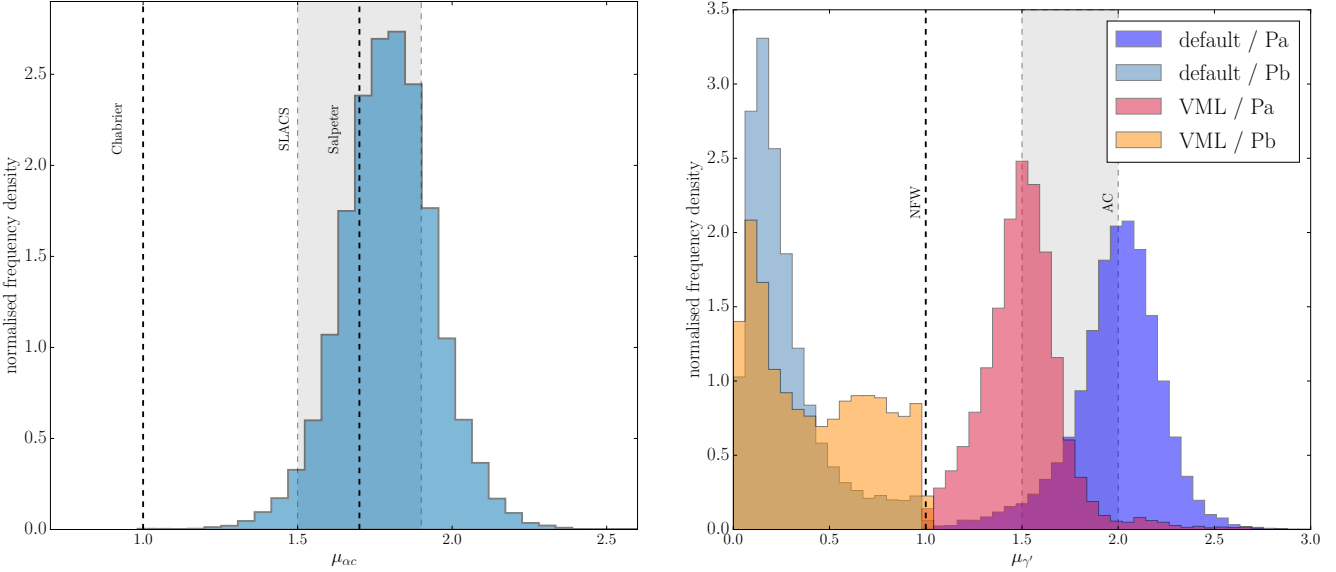 normalised frequency density
2.5
2.0
1.5
1.0
0.5
0.0
Chabrier
SLACS
Salpeter
1.0
1.5
2.0
2.5
μαc
normalised frequency density
3.5
3.0
2.5
2.0
1.5
1.0
0.5
0.0
default / Pa
default / Pb
VML / Pa
VML / Pb
NFW
AC
0.0
0.5
1.0
1.5
2.0
2.5
3.0
μγ′